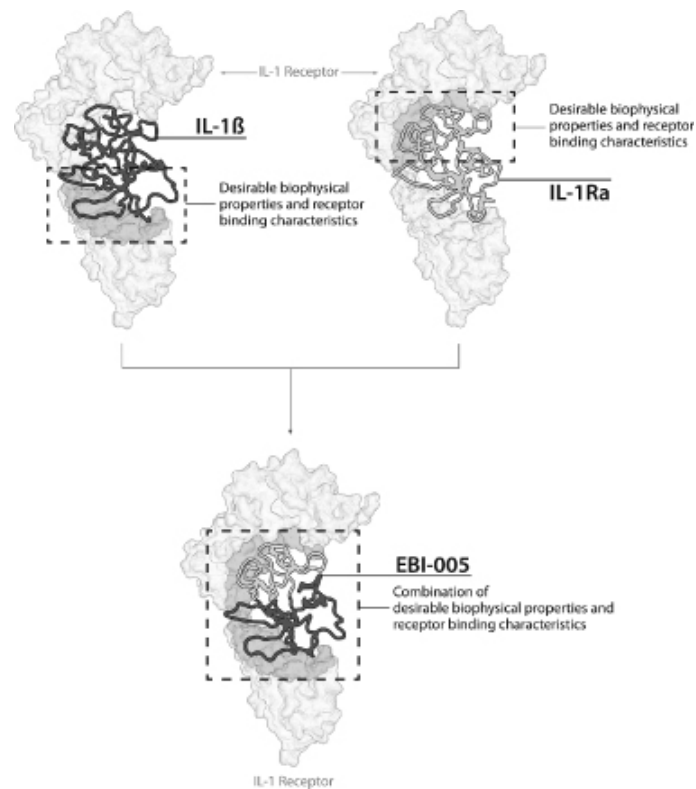 IL-1 Receptor
IL-1ß
Desirable biophysical
properties and receptor
binding characteristics
Desirable biophysical
properties and receptor
binding characteristics
IL-1Ra
EBI-005
Combination of
desirable biophysical properties and
receptor binding characteristics
IL-1 Receptor